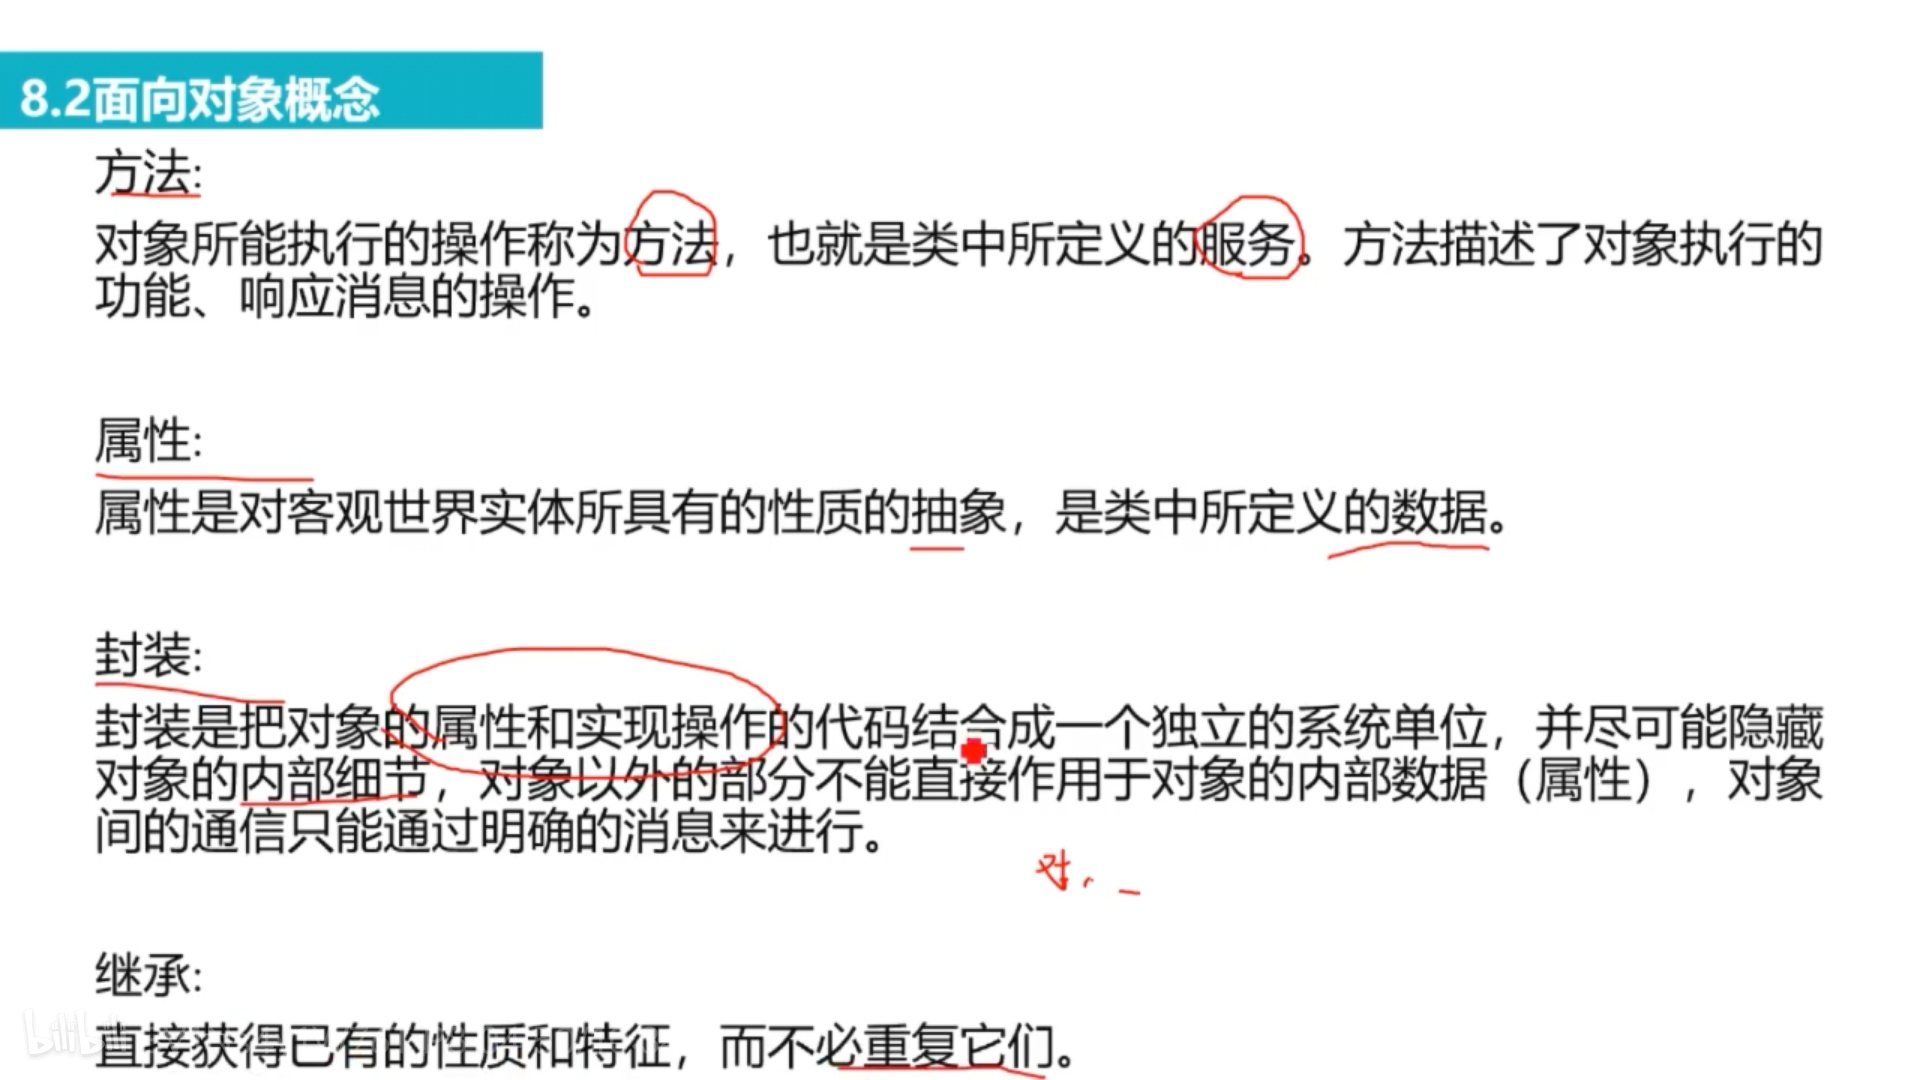 8.2面向对象概念
方法:
对象所能执行的操作称为方法，也就是类中所定义的服务。方法描述了对象执行的
功能、响应消息的操作。
属性:
属性是对客观世界实体所具有的性质的抽象，是类中所定义的数据。
封装:
封装是把对象的属性和实现操作的代码结合成一个独立的系统单位，并尽可能隐藏
对象的内部细节，对象以外的部分不能直接作用于对象的内部数据（属性），对象
间的通信只能通过明确的消息来进行。
对. _
继承:
直接获得已有的性质和特征，而不必重复它们。
bilibili